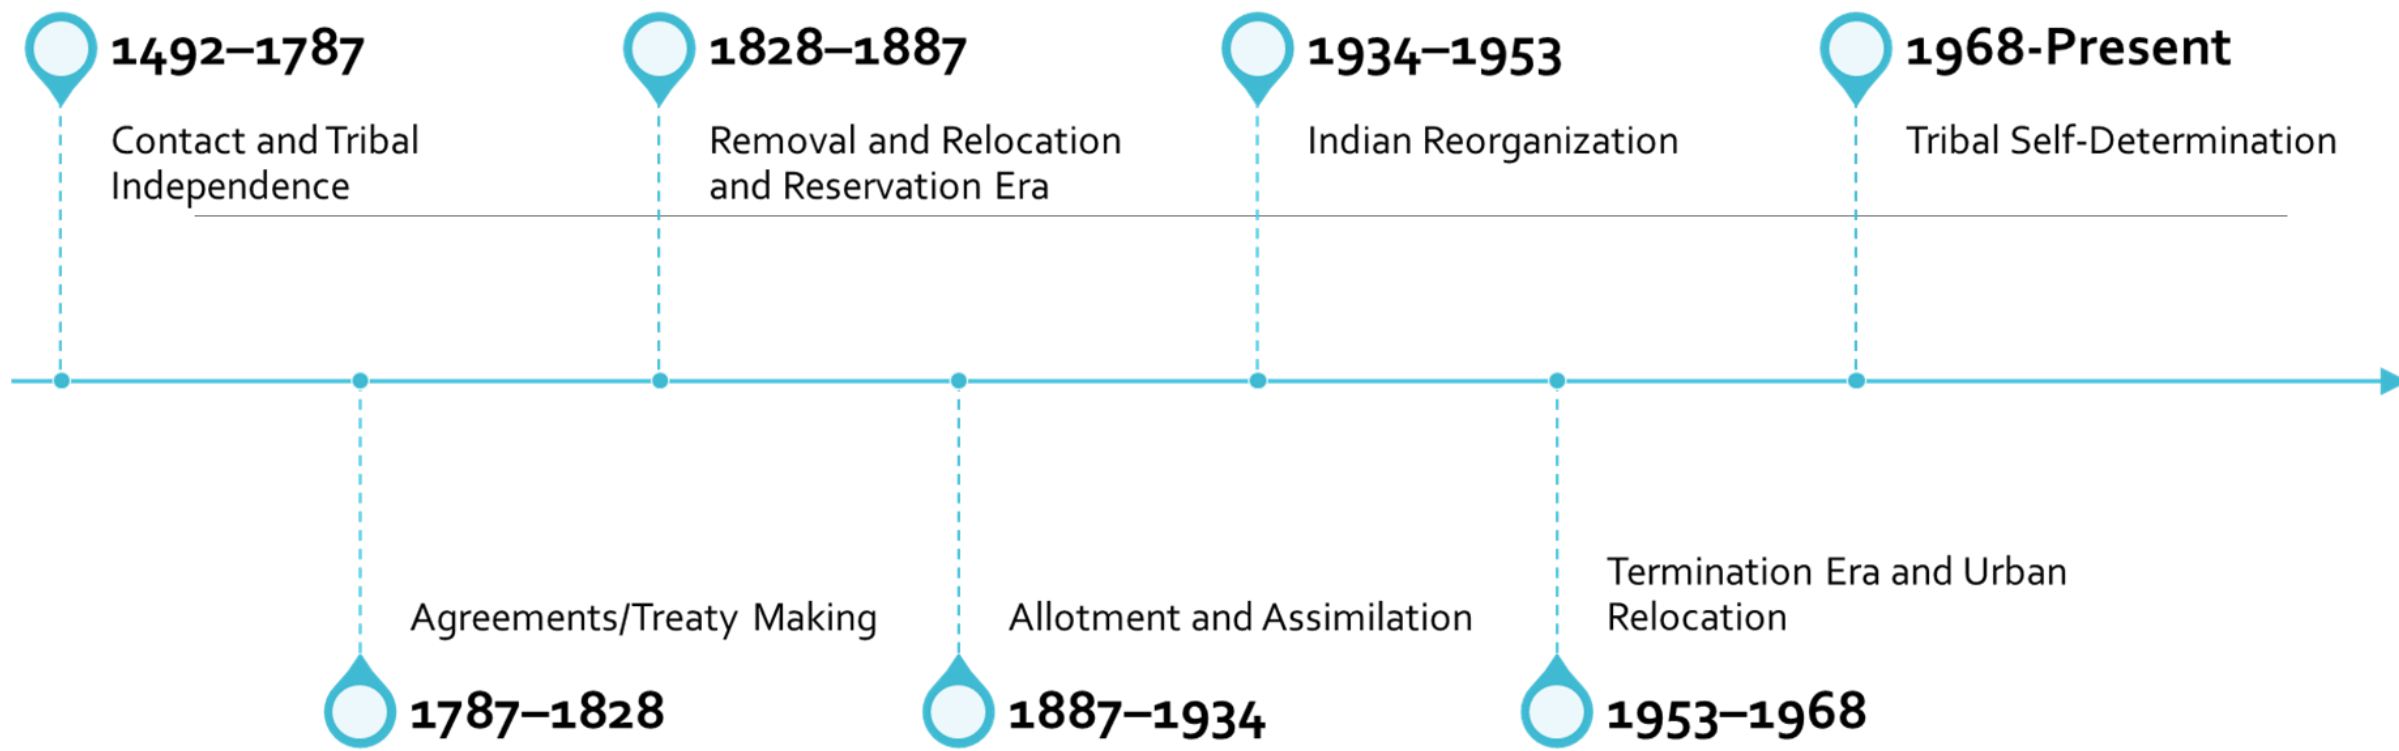 1492–1787
Contact and Tribal
Independence
1828–1887
Removal and Relocation
and Reservation Era
1934–1953
Indian Reorganization
1968-Present
Tribal Self-Determination
Agreements/Treaty Making
1787–1828
Allotment and Assimilation
1887–1934
Termination Era and Urban
Relocation
1953–1968